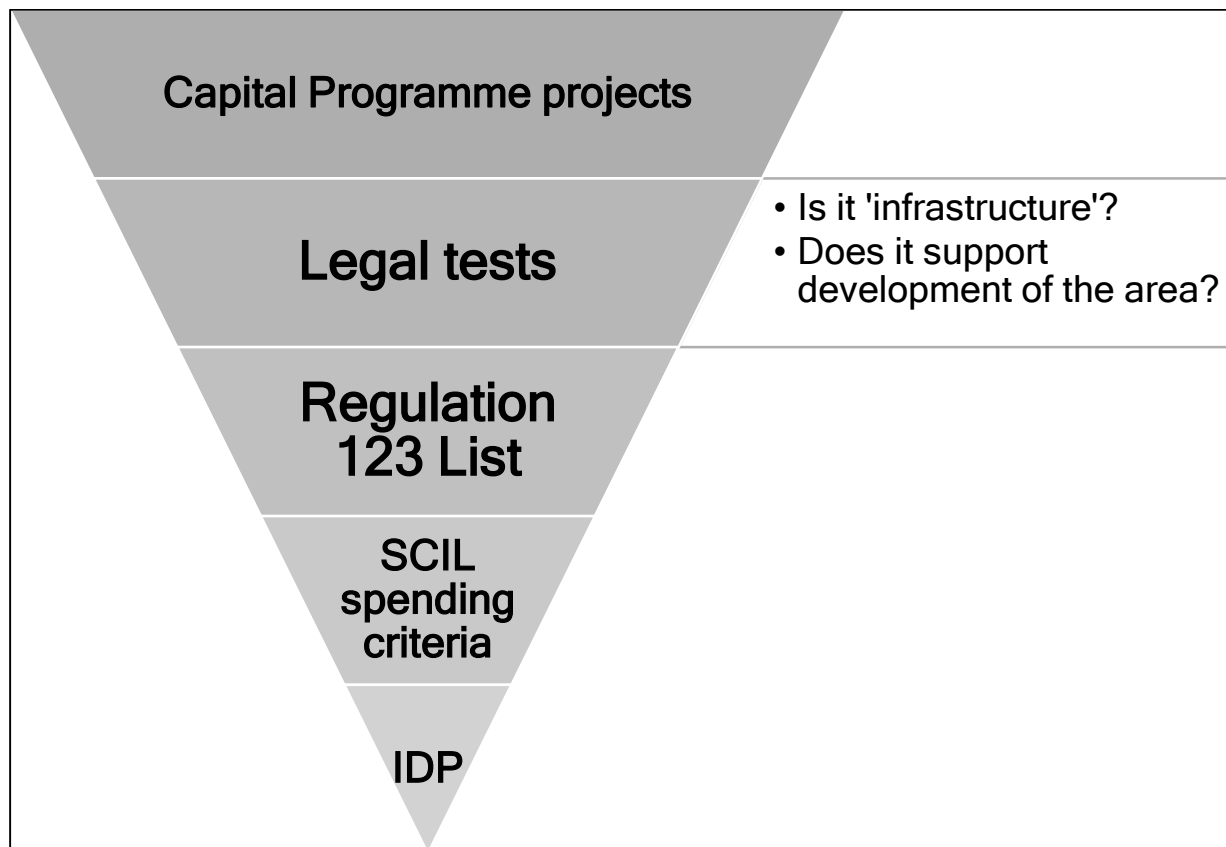 Capital Programme projects
Legal tests
• Is it 'infrastructure'?
• Does it support
development of the area?
Regulation
123 List
SCIL
spending
criteria
IDP